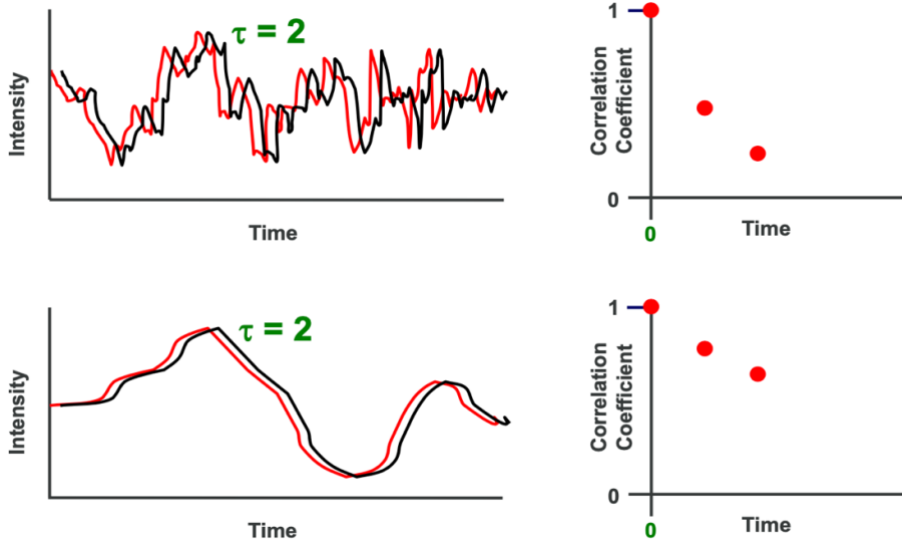 τ = 2
Intensity
Time
1
Correlation
Coefficient
0
0
Time
τ = 2
Intensity
Time
1
Correlation
Coefficient
0
0
Time